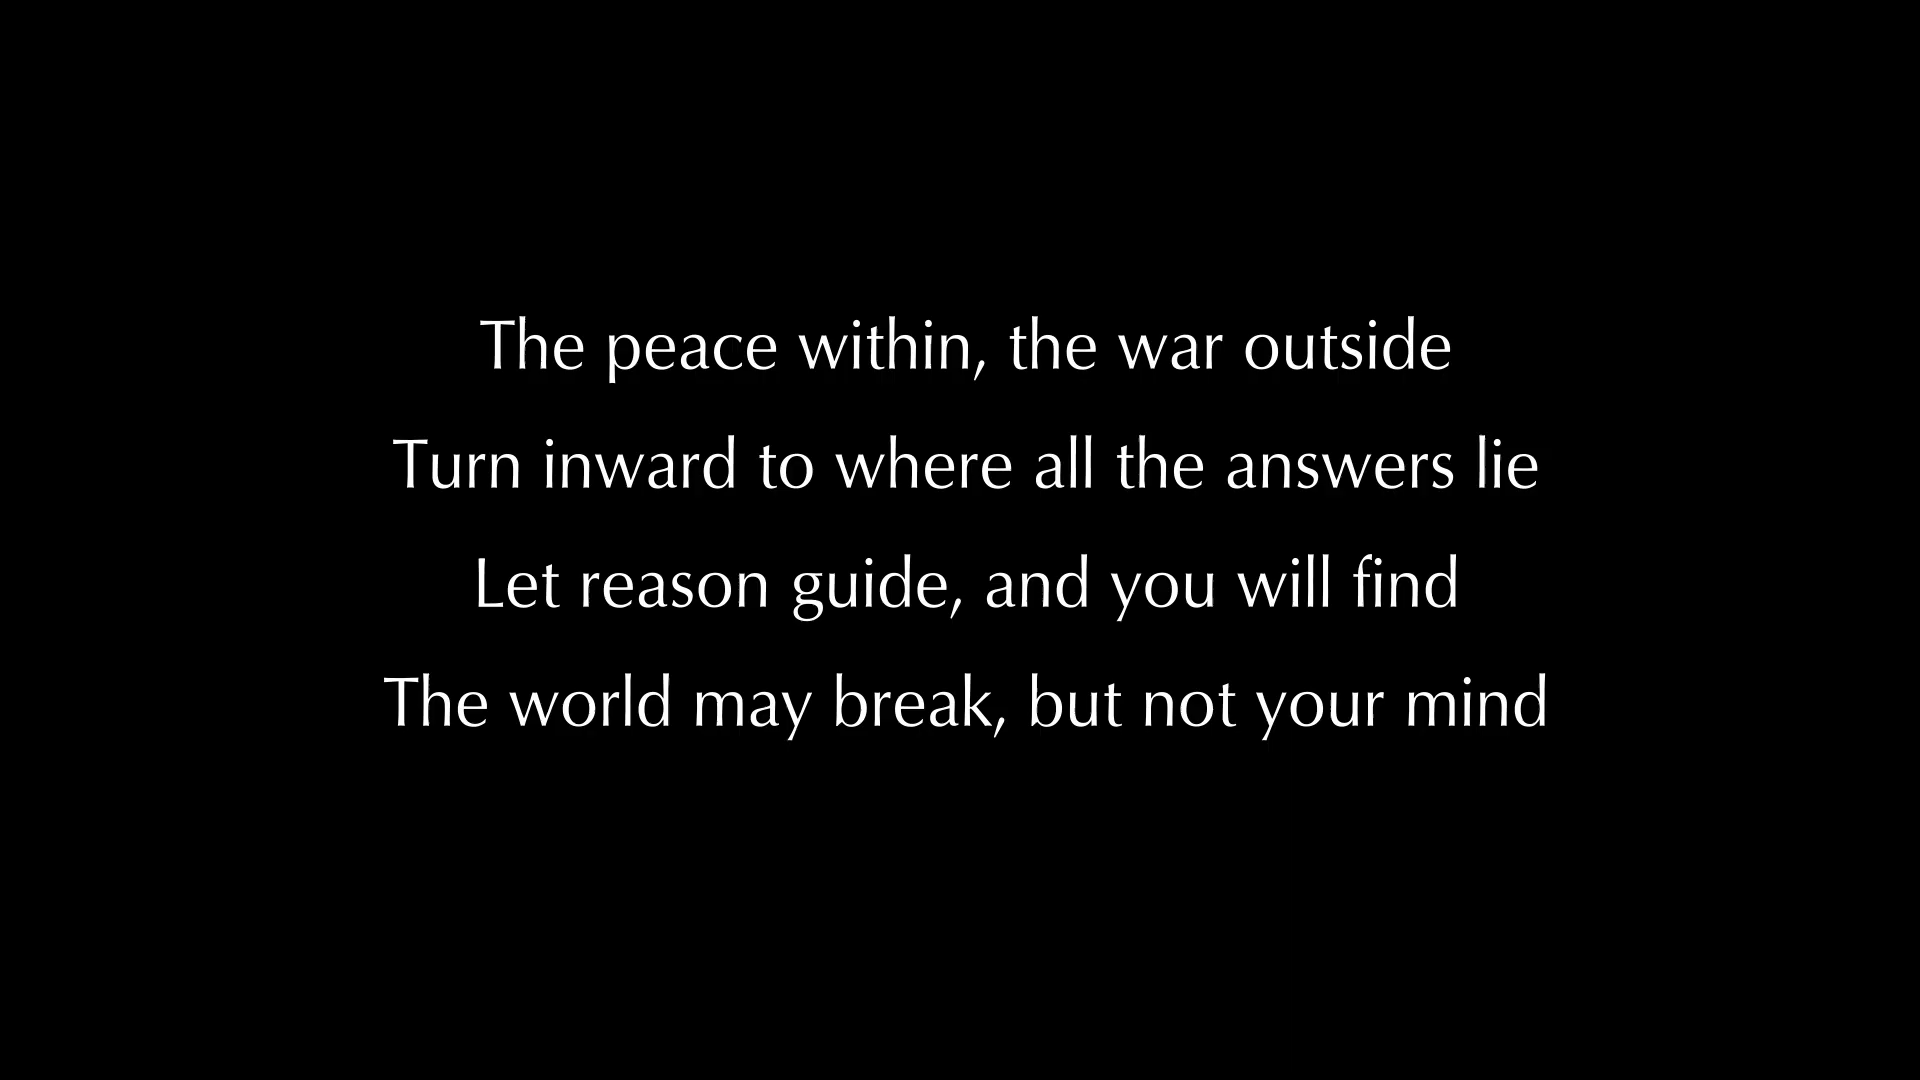 The peace within, the war outside
Turn inward to where all the answers lie
Let reason guide, and you will find
The world may break, but not your mind